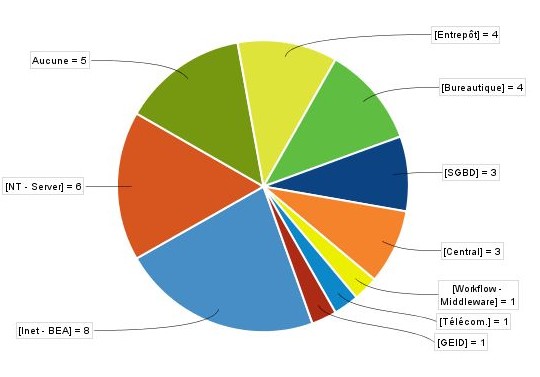 [Entrepôt] = 4
Aucune = 5
[Bureautique] = 4
[SGBD] = 3
[NT - Server] = 6
[Central] = 3
[Workflow -
Middleware] = 1
[Télécom.] = 1
[Inet - BEA] = 8
[GEID] = 1